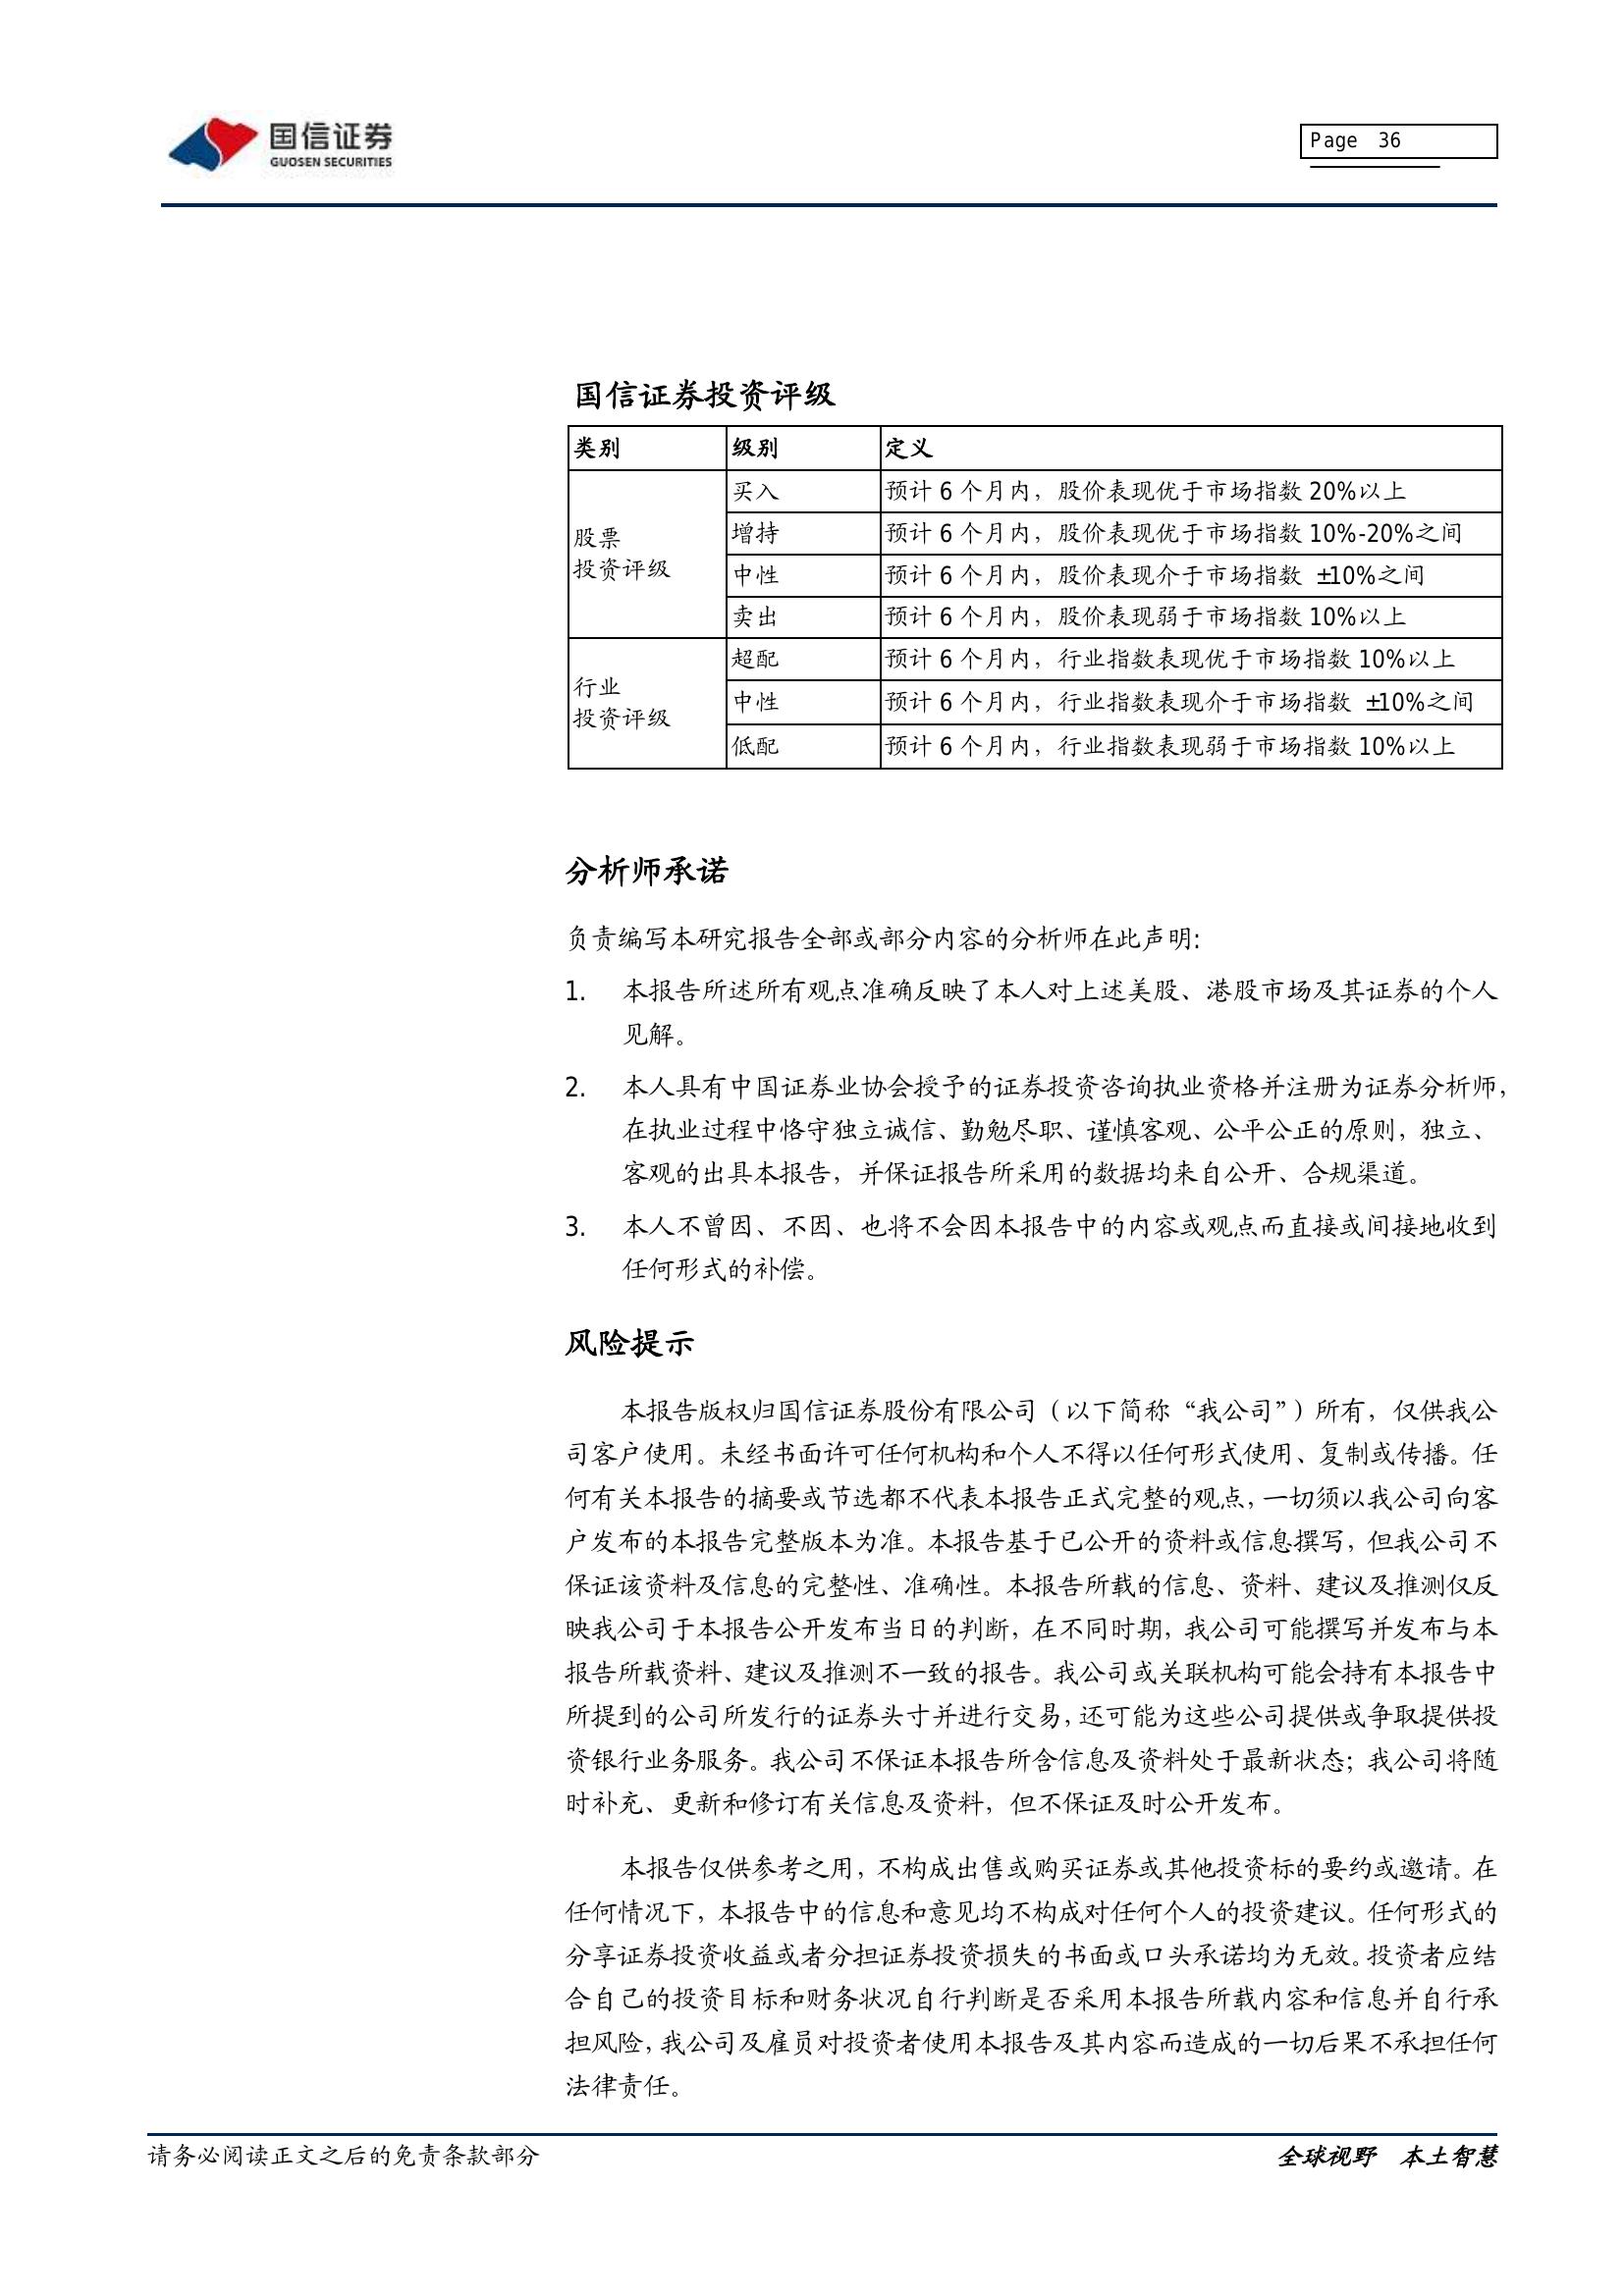 国信证券
GUOSEN SECURITIES
Page 36
国信证券投资评级
类别 级别 定义
股票
投资评级
买入 预计 6 个月内，股价表现优于市场指数 20%以上
增持 预计 6 个月内，股价表现优于市场指数 10%-20%之间
中性 预计 6 个月内，股价表现介于市场指数 ±10%之间
卖出 预计 6 个月内，股价表现弱于市场指数 10%以上
行业
投资评级
超配 预计 6 个月内，行业指数表现优于市场指数 10%以上
中性 预计 6 个月内，行业指数表现介于市场指数 ±10%之间
低配 预计 6 个月内，行业指数表现弱于市场指数 10%以上
分析师承诺
负责编写本研究报告全部或部分内容的分析师在此声明:
1. 本报告所述所有观点准确反映了本人对上述美股、港股市场及其证券的个人
见解。
2. 本人具有中国证券业协会授予的证券投资咨询执业资格并注册为证券分析师，
在执业过程中恪守独立诚信、勤勉尽职、谨慎客观、公平公正的原则，独立、
客观的出具本报告，并保证报告所采用的数据均来自公开、合规渠道。
3. 本人不曾因、不因、也将不会因本报告中的内容或观点而直接或间接地收到
任何形式的补偿。
风险提示
本报告版权归国信证券股份有限公司（以下简称“我公司”）所有，仅供我公
司客户使用。未经书面许可任何机构和个人不得以任何形式使用、复制或传播。任
何有关本报告的摘要或节选都不代表本报告正式完整的观点，一切须以我公司向客
户发布的本报告完整版本为准。本报告基于已公开的资料或信息撰写，但我公司不
保证该资料及信息的完整性、准确性。本报告所载的信息、资料、建议及推测仅反
映我公司于本报告公开发布当日的判断，在不同时期，我公司可能撰写并发布与本
报告所载资料、建议及推测不一致的报告。我公司或关联机构可能会持有本报告中
所提到的公司所发行的证券头寸并进行交易，还可能为这些公司提供或争取提供投
资银行业务服务。我公司不保证本报告所含信息及资料处于最新状态；我公司将随
时补充、更新和修订有关信息及资料，但不保证及时公开发布。
本报告仅供参考之用，不构成出售或购买证券或其他投资标的要约或邀请。在
任何情况下，本报告中的信息和意见均不构成对任何个人的投资建议。任何形式的
分享证券投资收益或者分担证券投资损失的书面或口头承诺均为无效。投资者应结
合自己的投资目标和财务状况自行判断是否采用本报告所载内容和信息并自行承
担风险，我公司及雇员对投资者使用本报告及其内容而造成的一切后果不承担任何
法律责任。
请务必阅读正文之后的免责条款部分 全球视野 本土智慧